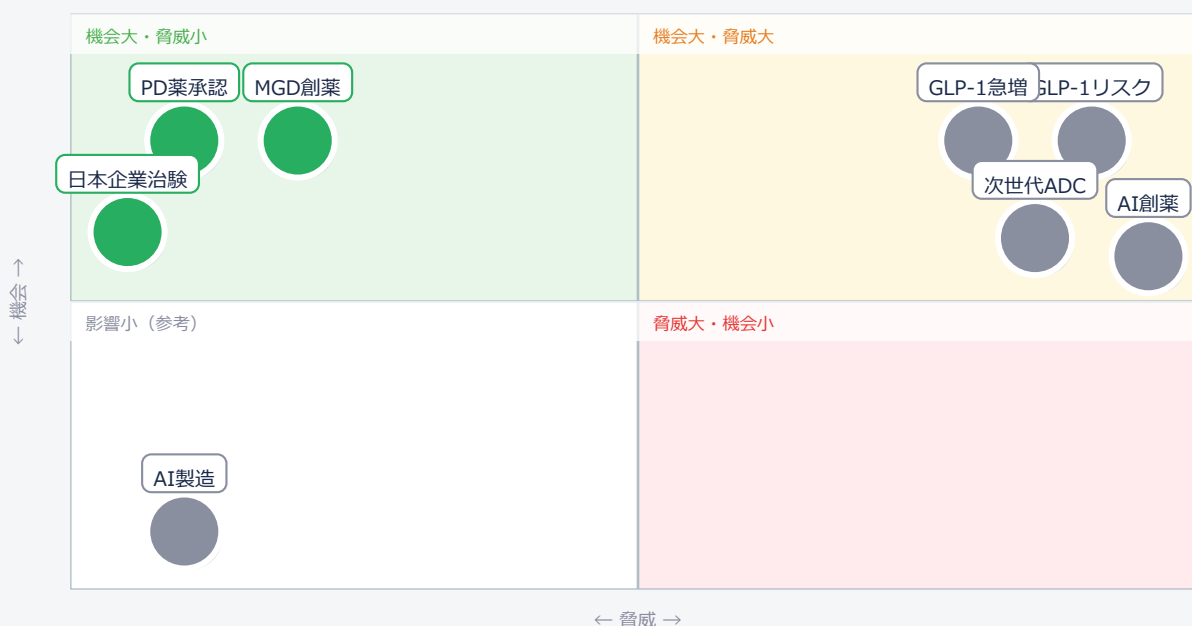 機会大・脅威小
機会大・脅威大
PD薬承認
MGD創薬
GLP-1急増
GLP-1リスク
日本企業治験
次世代ADC
AI創薬
← 機会 →
影響小（参考）
脅威大・機会小
AI製造
← 脅威 →